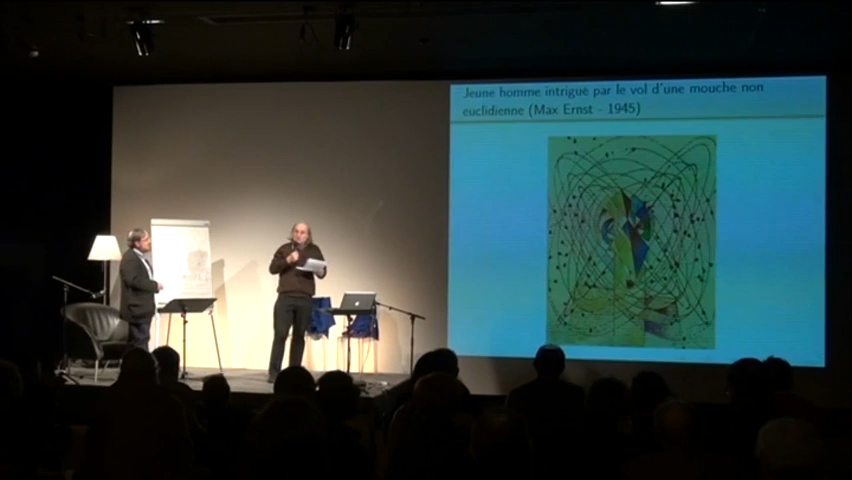 Jeune homme intrigué par le vol d'une mouche non
euclidienne (Max Ernst - 1945)